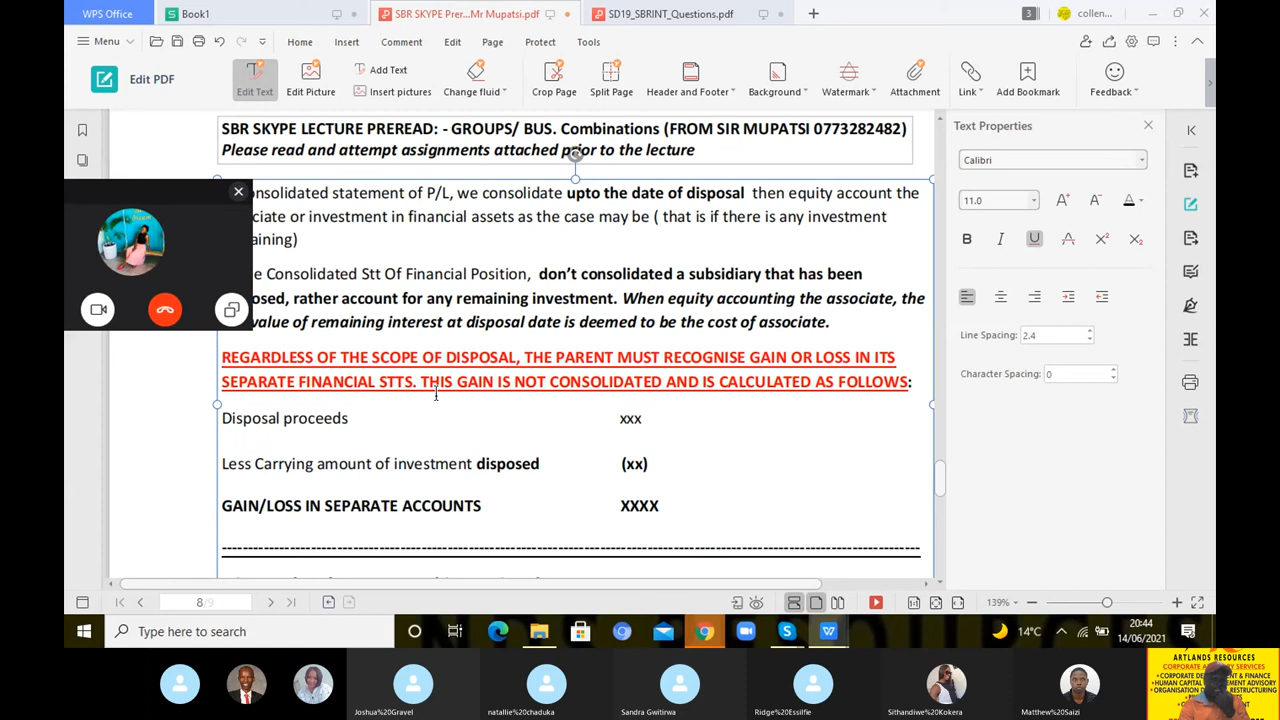 WPS Office
Book1
SBR SKYPE Prer...Mr Mupatsi.pdf
SD19_SBRINT_Questions.pdf
3
collen...
Menu
Home
Insert
Comment
Edit
Page
Protect
Tools
Edit PDF
Edit Text
Edit Picture
Add Text
Insert pictures
Change fluid
Crop Page
Split Page
Header and Footer
Background
Watermark
Attachment
Link
Add Bookmark
Feedback
SBR SKYPE LECTURE PREREAD: - GROUPS/ BUS. Combinations (FROM SIR MUPATSI 0773282482)
Please read and attempt assignments attached prior to the lecture
onsolidated statement of P/L, we consolidate upto the date of disposal then equity account the
ciate or investment in financial assets as the case may be ( that is if there is any investment
aining)
e Consolidated Stt Of Financial Position, don't consolidated a subsidiary that has been
osed, rather account for any remaining investment. When equity accounting the associate, the
value of remaining interest at disposal date is deemed to be the cost of associate.
REGARDLESS OF THE SCOPE OF DISPOSAL, THE PARENT MUST RECOGNISE GAIN OR LOSS IN ITS
SEPARATE FINANCIAL STTS. THIS GAIN IS NOT CONSOLIDATED AND IS CALCULATED AS FOLLOWS:
Disposal proceeds xxx
Less Carrying amount of investment disposed (xx)
GAIN/LOSS IN SEPARATE ACCOUNTS XXXX
Text Properties
Calibri
11.0
B I U A X² X₂
Line Spacing: 2.4
Character Spacing: 0
8/9
139%
Type here to search
14°C
20:44
14/06/2021
Joshua%20Gravel
natallie%20chaduka
Sandra Gwitirwa
Ridge%20Essilfie
Sithandiwe%20Kokera
Matthew%20Saizi
ARTLANDS RESOURCES
CORPORATE ADVISORY SERVICES